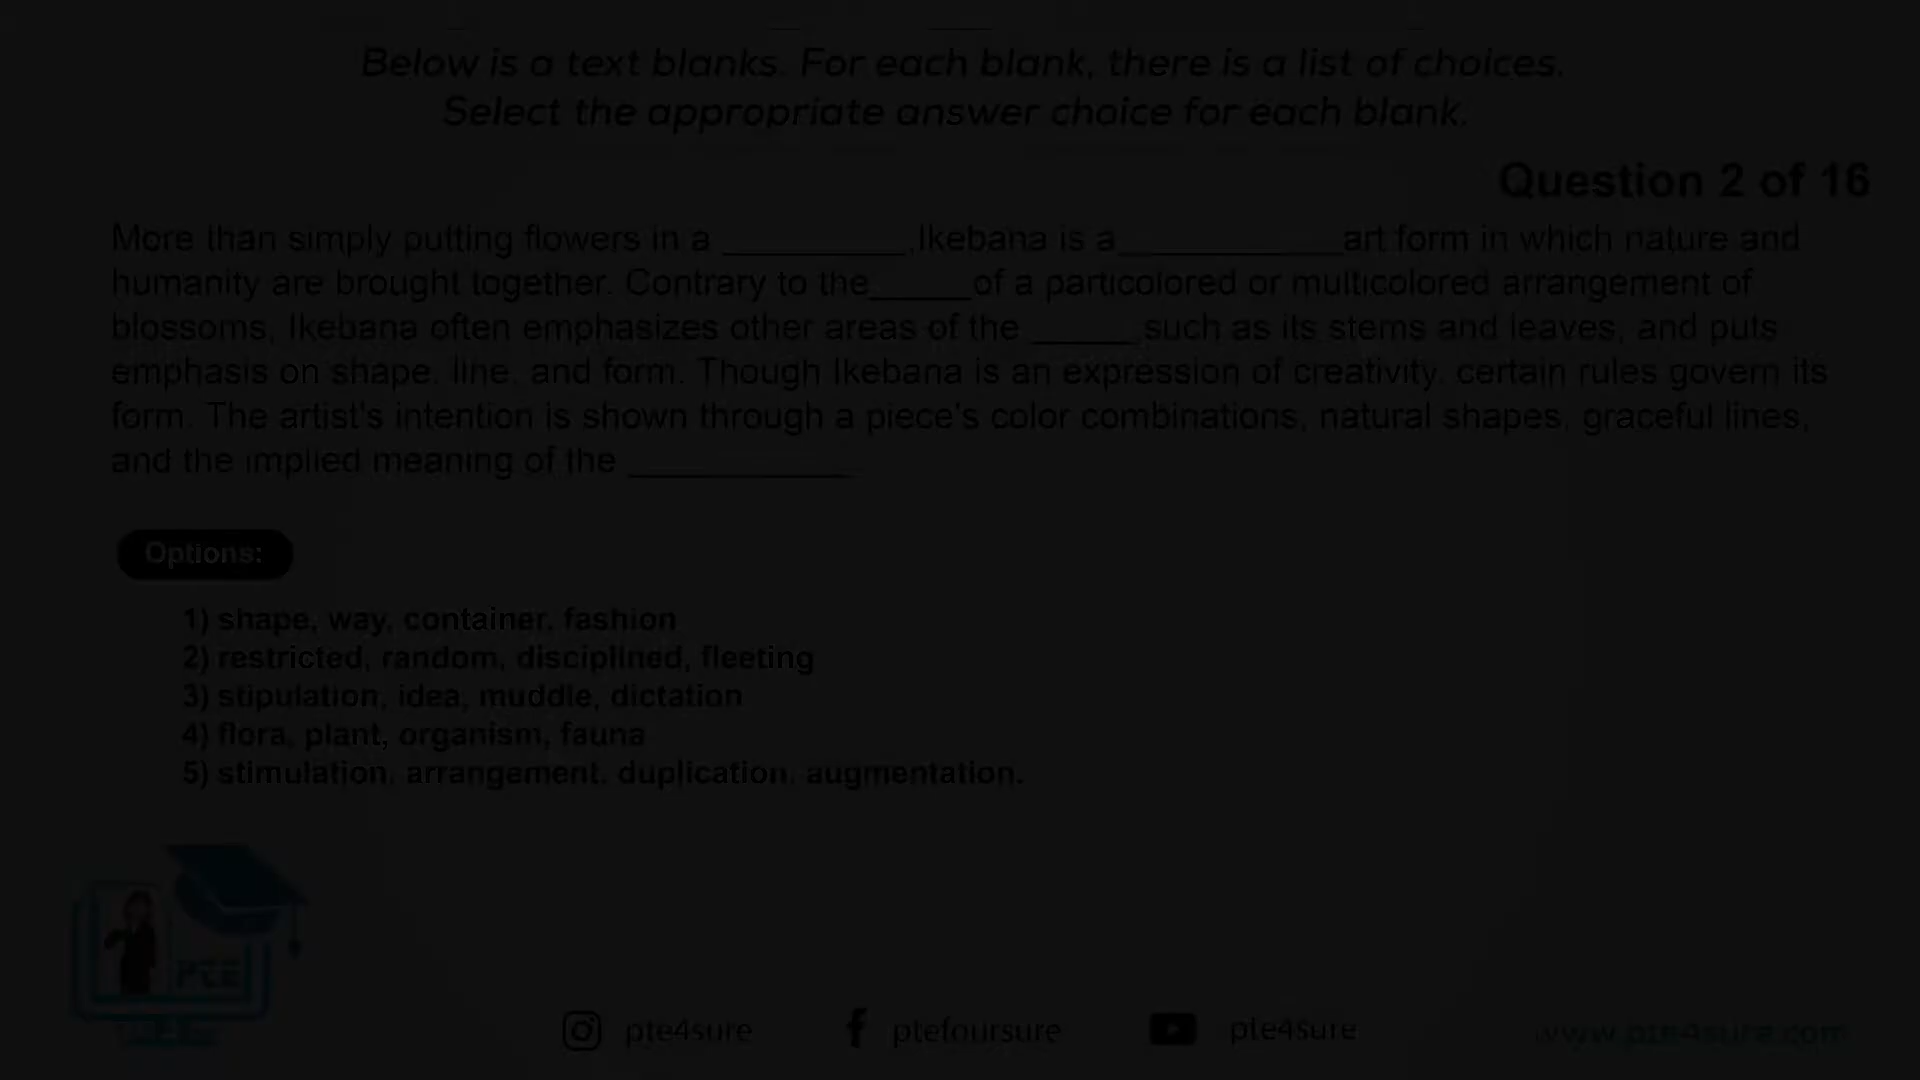 Below is a text blanks. For each blank, there is a list of choices.
Select the appropriate answer choice for each blank.
Question 2 of 16
More than simply putting flowers in a _________,Ikebana is a___________art form in which nature and
humanity are brought together. Contrary to the_____of a particolored or multicolored arrangement of
blossoms, Ikebana often emphasizes other areas of the _____,such as its stems and leaves, and puts
emphasis on shape, line, and form. Though Ikebana is an expression of creativity, certain rules govern its
form. The artist's intention is shown through a piece's color combinations, natural shapes, graceful lines,
and the implied meaning of the ___________
Options:
1) shape, way, container, fashion
2) restricted, random, disciplined, fleeting
3) stipulation, idea, muddle, dictation
4) flora, plant, organism, fauna
5) stimulation, arrangement, duplication, augmentation.
PTE
pte4sure
ptefoursure
pte4sure
www.pte4sure.com